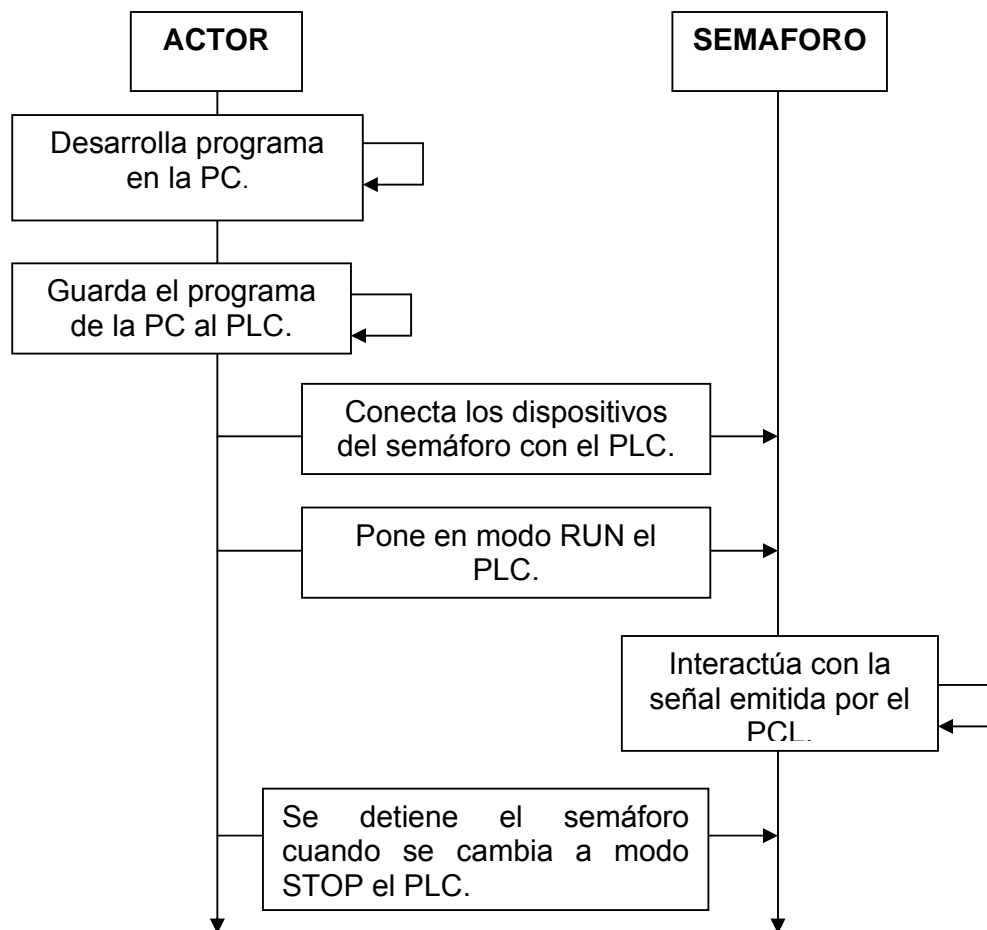 ACTOR
SEMAFORO
Desarrolla programa
en la PC.
Guarda el programa
de la PC al PLC.
Conecta los dispositivos
del semáforo con el PLC.
Pone en modo RUN el
PLC.
Interactúa con la
señal emitida por el
PCL.
Se detiene el semáforo
cuando se cambia a modo
STOP el PLC.